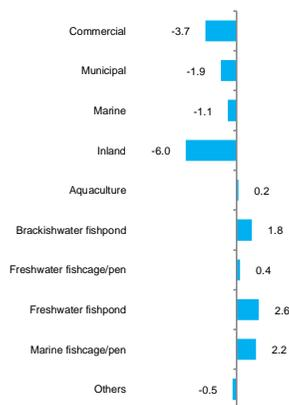 Commercial -3.7
Municipal -1.9
Marine -1.1
Inland -6.0
Aquaculture 0.2
Brackishwater fishpond 1.8
Freshwater fishcage/pen 0.4
Freshwater fishpond 2.6
Marine fishcage/pen 2.2
Others -0.5